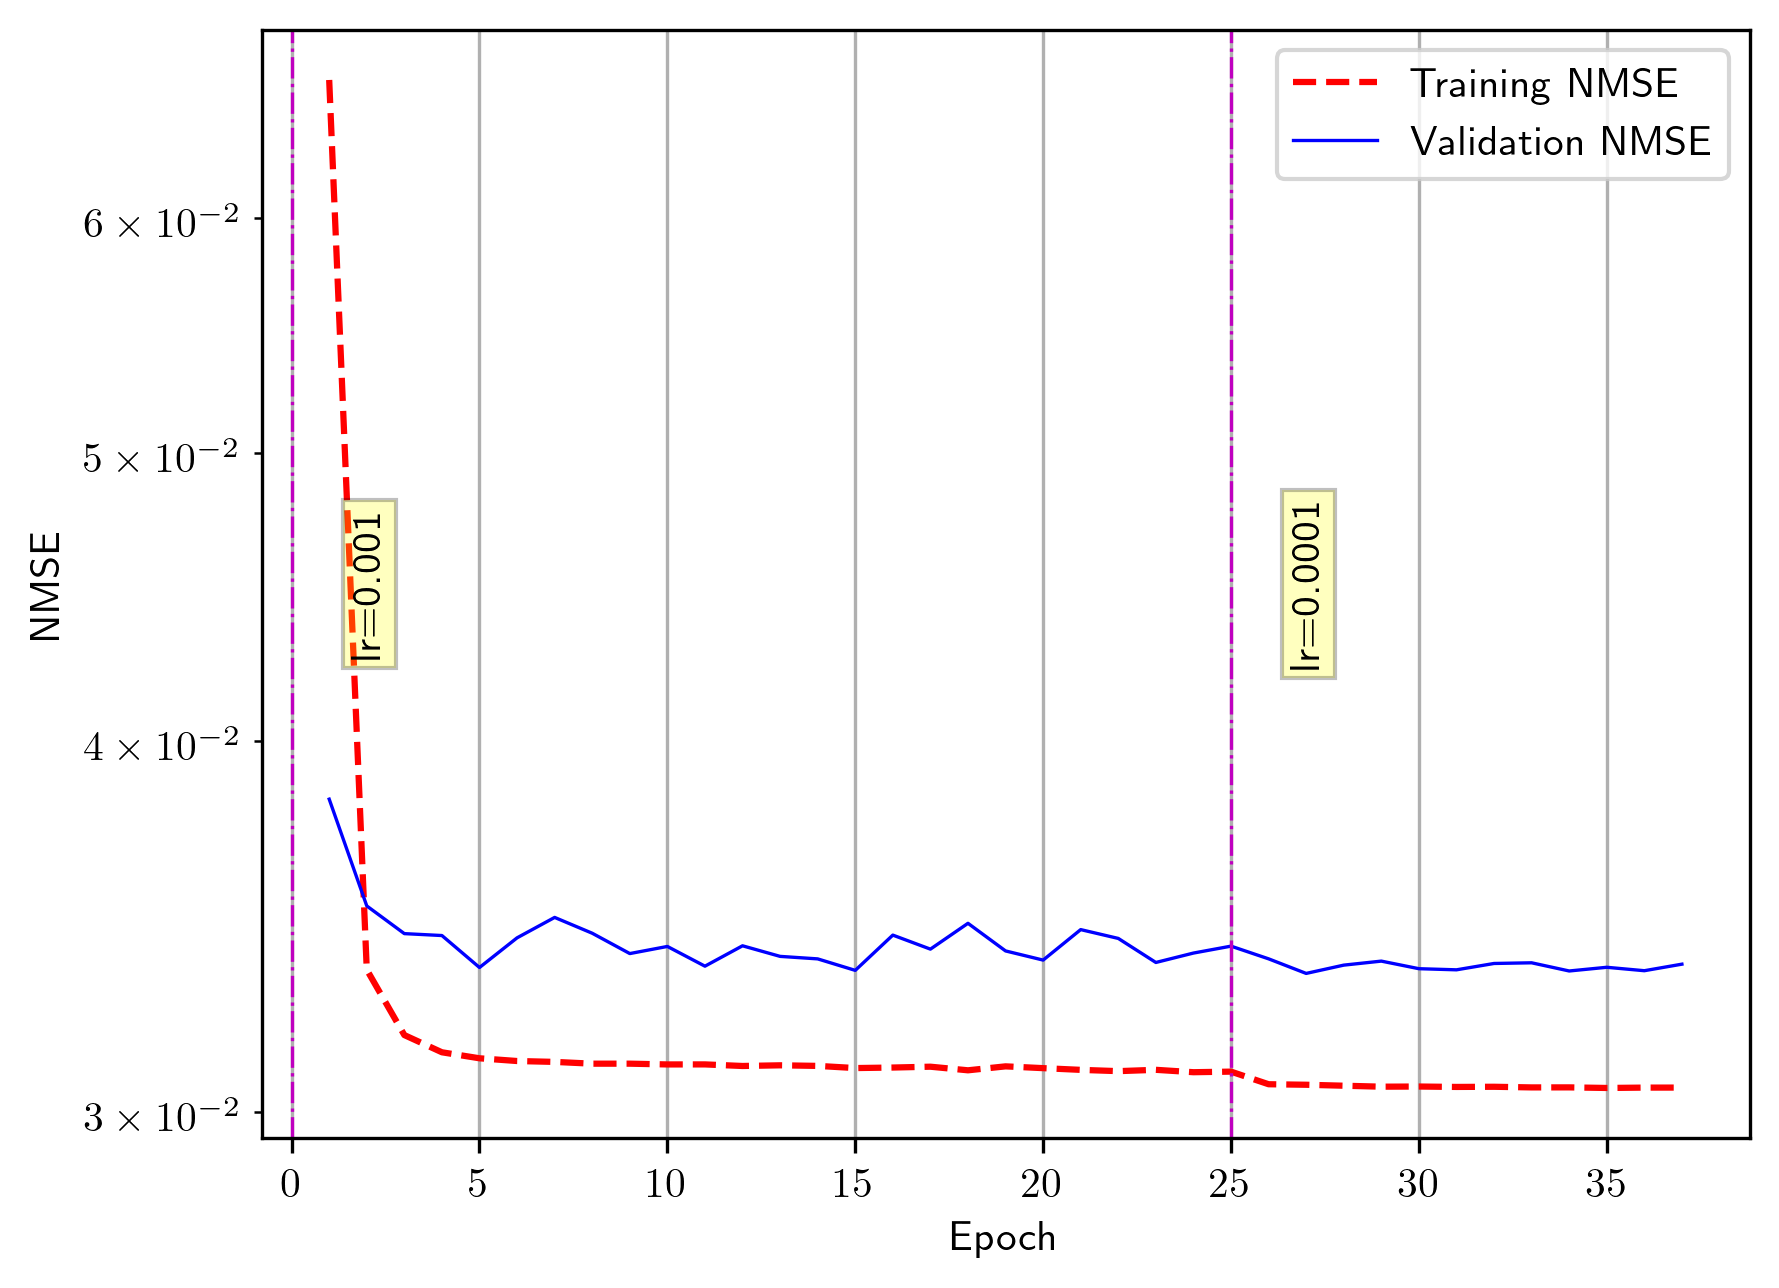 Training NMSE
Validation NMSE
6 × 10⁻²
5 × 10⁻²
4 × 10⁻²
3 × 10⁻²
NMSE
lr=0.001
lr=0.0001
0 5 10 15 20 25 30 35
Epoch